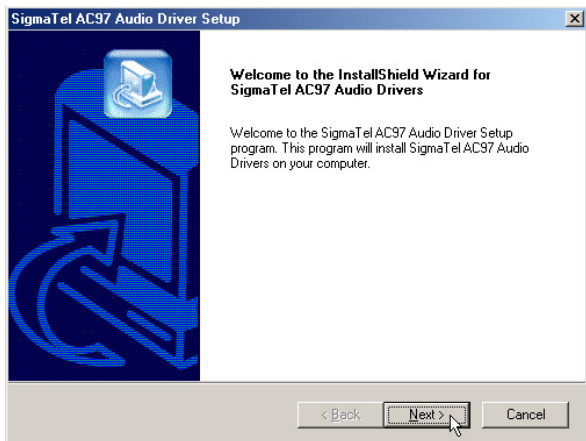 SigmaTel AC97 Audio Driver Setup
Welcome to the InstallShield Wizard for
SigmaTel AC97 Audio Drivers
Welcome to the SigmaTel AC97 Audio Driver Setup
program. This program will install SigmaTel AC97 Audio
Drivers on your computer.
< Back Next > Cancel